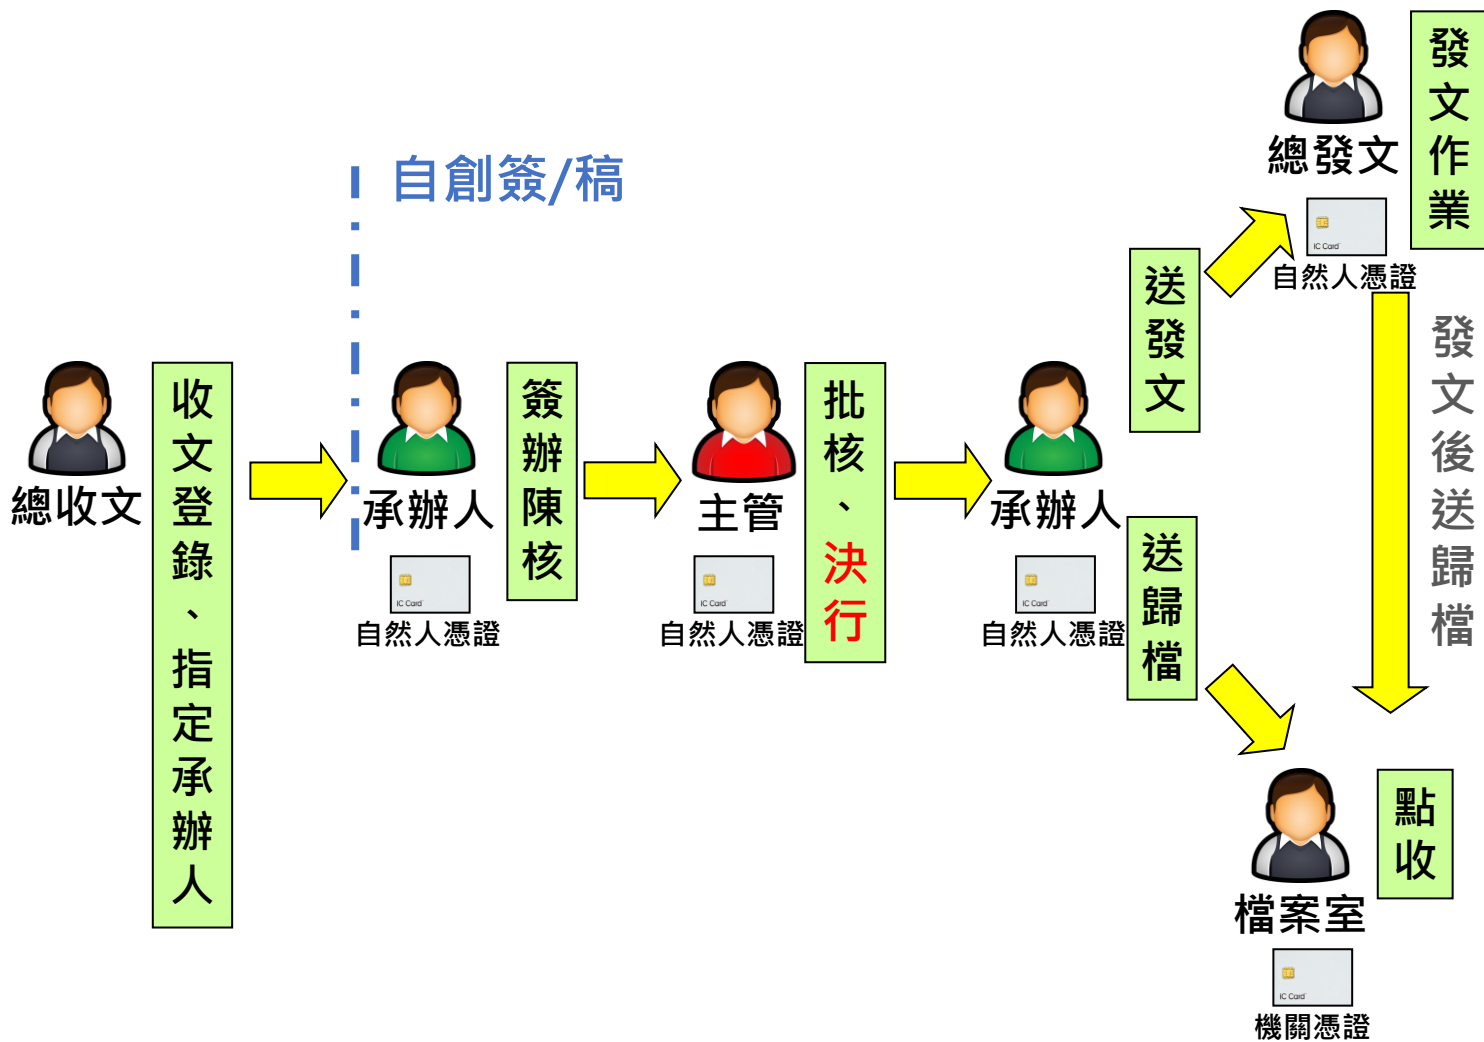 自創簽/稿
總收文
收文登錄、指定承辦人
承辦人
IC Card
自然人憑證
簽辦陳核
主管
IC Card
自然人憑證
批核、決行
承辦人
IC Card
自然人憑證
送發文
送歸檔
總發文
IC Card
自然人憑證
發文作業
發文後送歸檔
檔案室
IC Card
機關憑證
點收